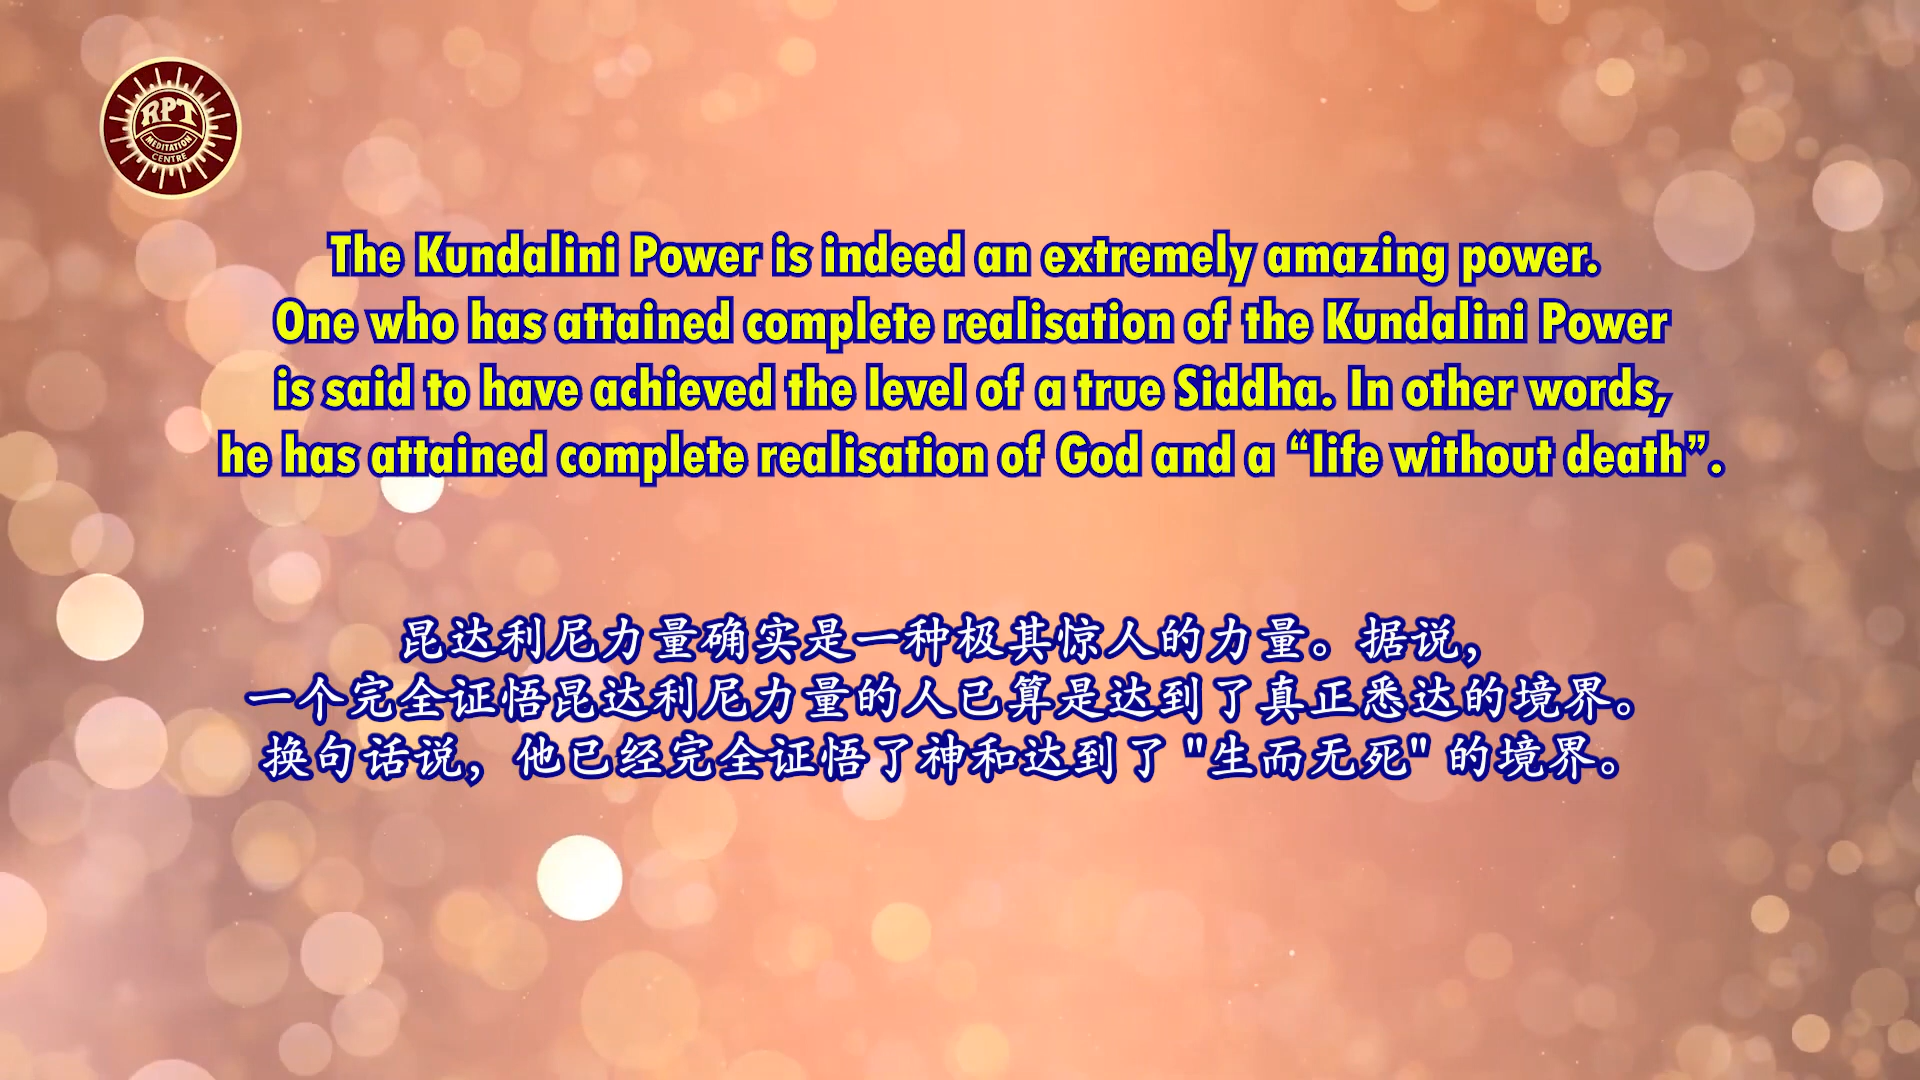 RPT
MEDITATION
CENTRE
The Kundalini Power is indeed an extremely amazing power.
One who has attained complete realisation of the Kundalini Power
is said to have achieved the level of a true Siddha. In other words,
he has attained complete realisation of God and a “life without death”.
昆达利尼力量确实是一种极其惊人的力量。据说，
一个完全证悟昆达利尼力量的人已算是达到了真正悉达的境界。
换句话说，他已经完全证悟了神和达到了 "生而无死" 的境界。